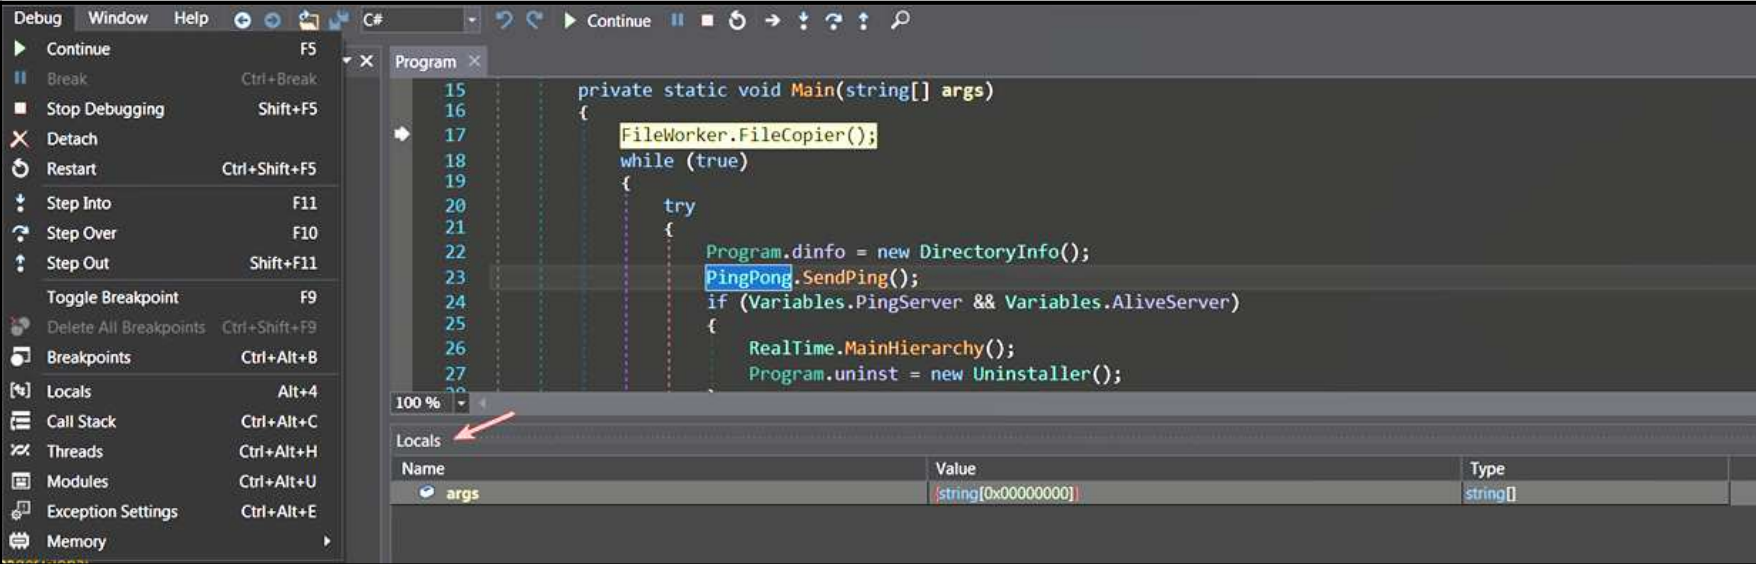 Debug Window Help C# Continue
Continue F5
Break Ctrl+Break
Stop Debugging Shift+F5
Detach
Restart Ctrl+Shift+F5
Step Into F11
Step Over F10
Step Out Shift+F11
Toggle Breakpoint F9
Delete All Breakpoints Ctrl+Shift+F9
Breakpoints Ctrl+Alt+B
Locals Alt+4
Call Stack Ctrl+Alt+C
Threads Ctrl+Alt+H
Modules Ctrl+Alt+U
Exception Settings Ctrl+Alt+E
Memory
Program
15 private static void Main(string[] args)
16 {
17 FileWorker.FileCopier();
18 while (true)
19 {
20 try
21 {
22 Program.dinfo = new DirectoryInfo();
23 PingPong.SendPing();
24 if (Variables.PingServer && Variables.AliveServer)
25 {
26 RealTime.MainHierarchy();
27 Program.uninst = new Uninstaller();
100 %
Locals
Name Value Type
args {string[0x00000000]} string[]